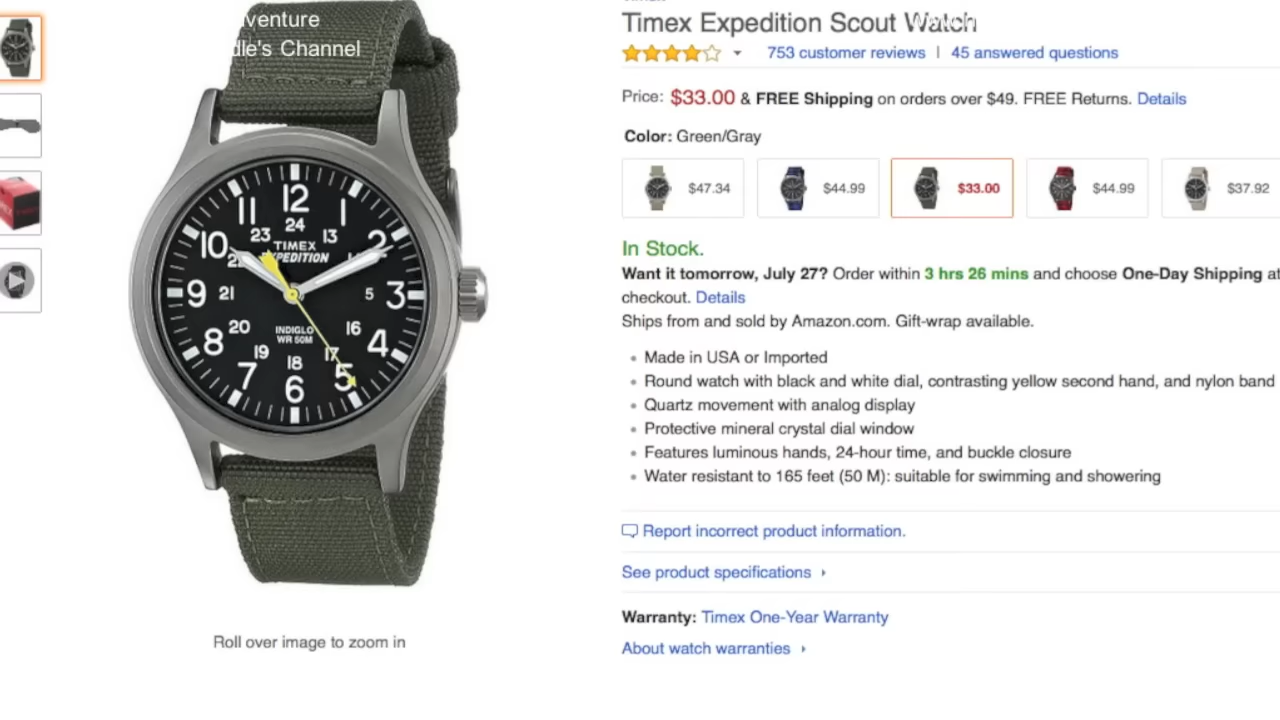 venture
dle's Channel
Timex Expedition Scout Watch
753 customer reviews | 45 answered questions
Price: $33.00 & FREE Shipping on orders over $49. FREE Returns. Details
Color: Green/Gray
$47.34 $44.99 $33.00 $44.99 $37.92
In Stock.
Want it tomorrow, July 27? Order within 3 hrs 26 mins and choose One-Day Shipping at
checkout. Details
Ships from and sold by Amazon.com. Gift-wrap available.
Made in USA or Imported
Round watch with black and white dial, contrasting yellow second hand, and nylon band
Quartz movement with analog display
Protective mineral crystal dial window
Features luminous hands, 24-hour time, and buckle closure
Water resistant to 165 feet (50 M): suitable for swimming and showering
Report incorrect product information.
See product specifications
Warranty: Timex One-Year Warranty
About watch warranties
12
11 1
24
23 13
10 2
TIMEX
EXPEDITION
9 21 3
20 16
INDIGLO
WR 50M
8 4
19 17
18
7 5
6
Roll over image to zoom in